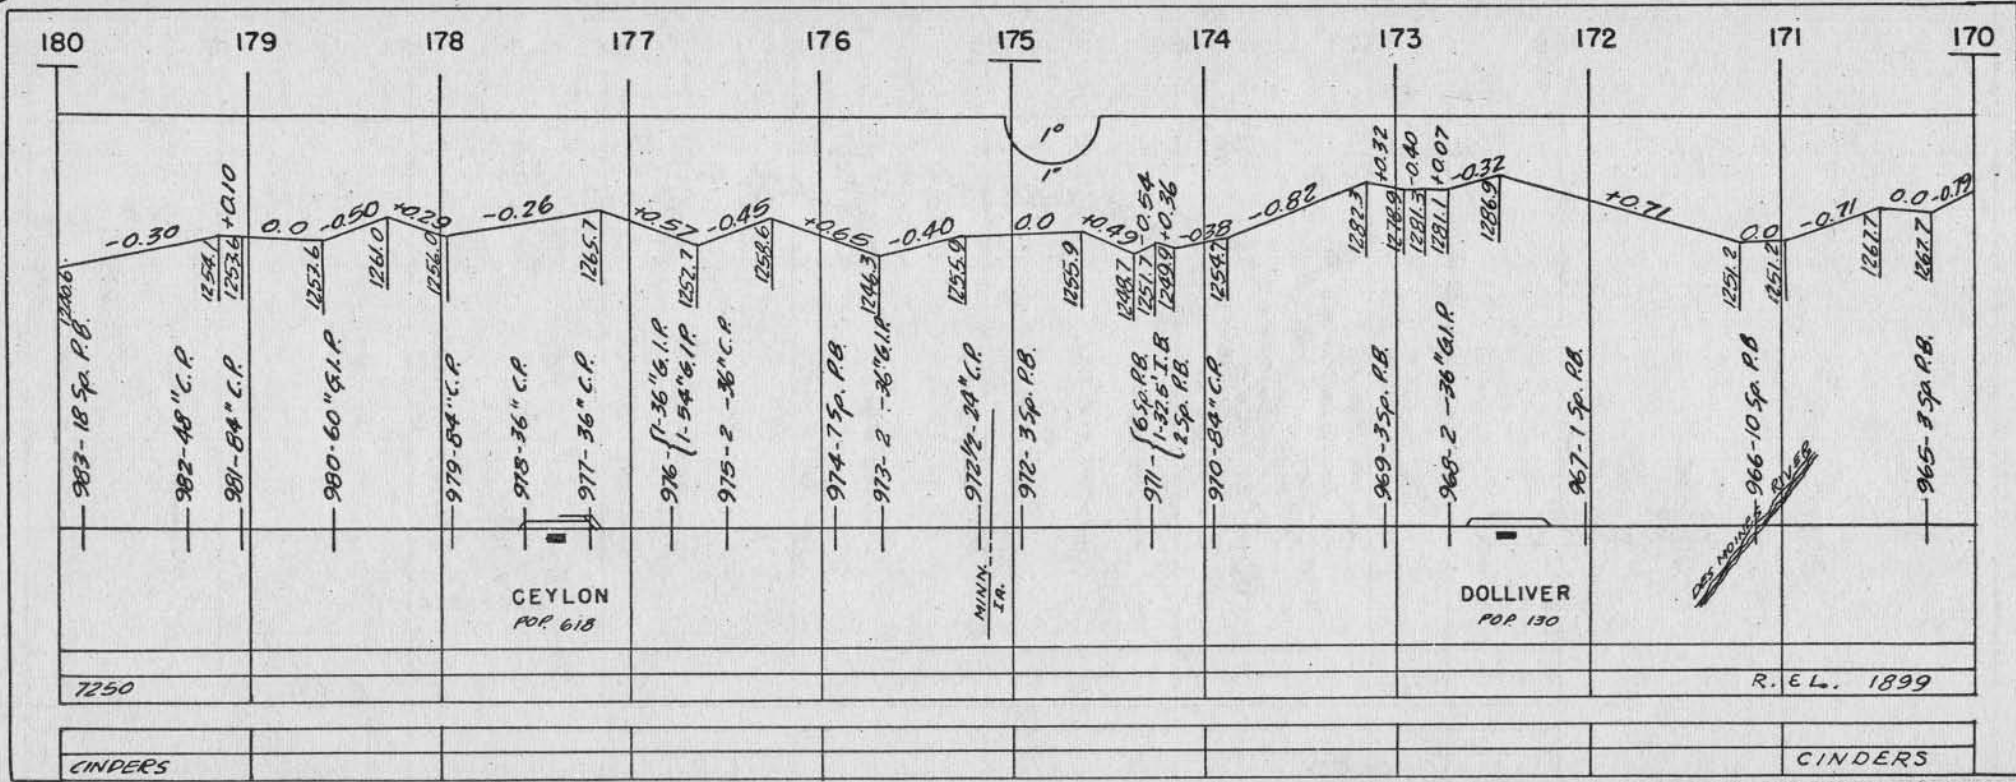 180 179 178 177 176 175 174 173 172 171 170
1°
1°
-0.30 +0.10 0.0 -0.50 +0.29 -0.26 +0.57 -0.45 +0.65 -0.40 0.0 +0.49 -0.54 +0.36 -.038 -0.82 +0.32 -0.40 +0.07 -0.32 +0.71 0.0 -0.71 0.0 -0.19
1254.1 1253.6 1253.6 1261.0 1256.0 1265.7 1252.7 1258.6 1246.3 1255.9 1255.9 1248.7 1251.7 1249.9 1254.7 1282.3 1278.9 1281.3 1281.1 1286.9 1251.2 1251.2 1267.7 1267.7
983-18 Sp. P.B.
982-48" C.P.
981-84" C.P.
980-60" G.I.P.
979-84" C.P.
978-36" C.P.
977-36" C.P.
976-{1-36" G.I.P.
1-54" G.I.P.
975-2-36" C.P.
974-7 Sp. P.B.
973-2-36" G.I.P.
972 1/2-24" C.P.
972-3 Sp. P.B.
971-{6 Sp. P.B.
1-32.6' I.B.
2 Sp. P.B.
970-84" C.P.
969-3 Sp. P.B.
968-2-36" G.I.P.
967-1 Sp. P.B.
966-10 Sp. P.B
965-3 Sp. P.B.
DES MOINES RIVER
MINN.
IA.
CEYLON
POP. 618
DOLLIVER
POP. 130
7250
R. & L. 1899
CINDERS
CINDERS